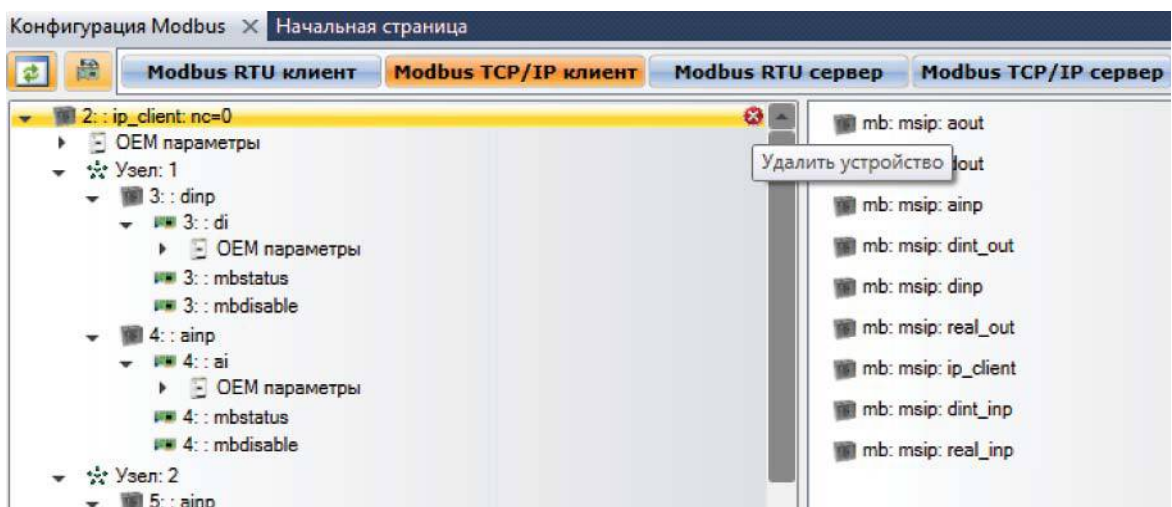 Конфигурация Modbus
Начальная страница
Modbus RTU клиент
Modbus TCP/IP клиент
Modbus RTU сервер
Modbus TCP/IP сервер
2: : ip_client: nc=0
OEM параметры
Узел: 1
3: : dinp
3: : di
OEM параметры
3: : mbstatus
3: : mbdisable
4: : ainp
4: : ai
OEM параметры
4: : mbstatus
4: : mbdisable
Узел: 2
5: : ainp
Удалить устройство
mb: msip: aout
mb: msip: ainp
mb: msip: dint_out
mb: msip: dinp
mb: msip: real_out
mb: msip: ip_client
mb: msip: dint_inp
mb: msip: real_inp